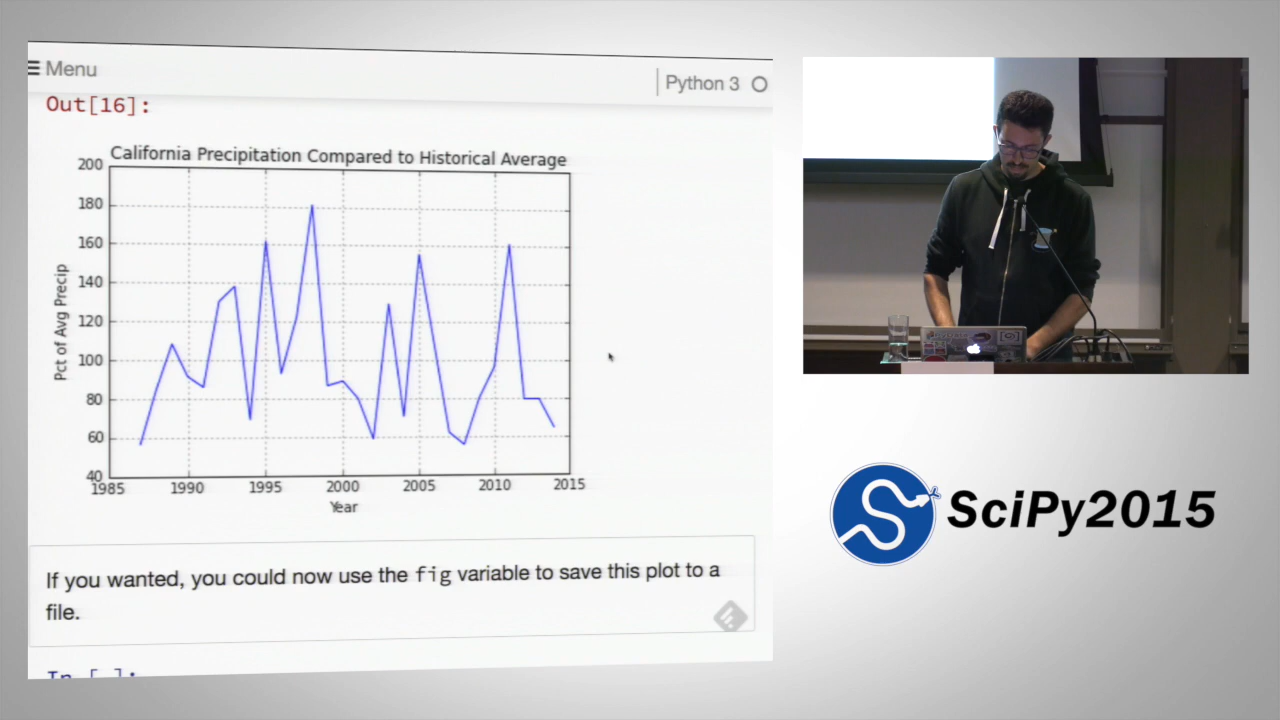 Menu
Python 3
Out[16]:
California Precipitation Compared to Historical Average
200
180
160
140
120
100
80
60
40
Pct of Avg Precip
1985 1990 1995 2000 2005 2010 2015
Year
If you wanted, you could now use the fig variable to save this plot to a
file.
In [ ]:
SciPy2015